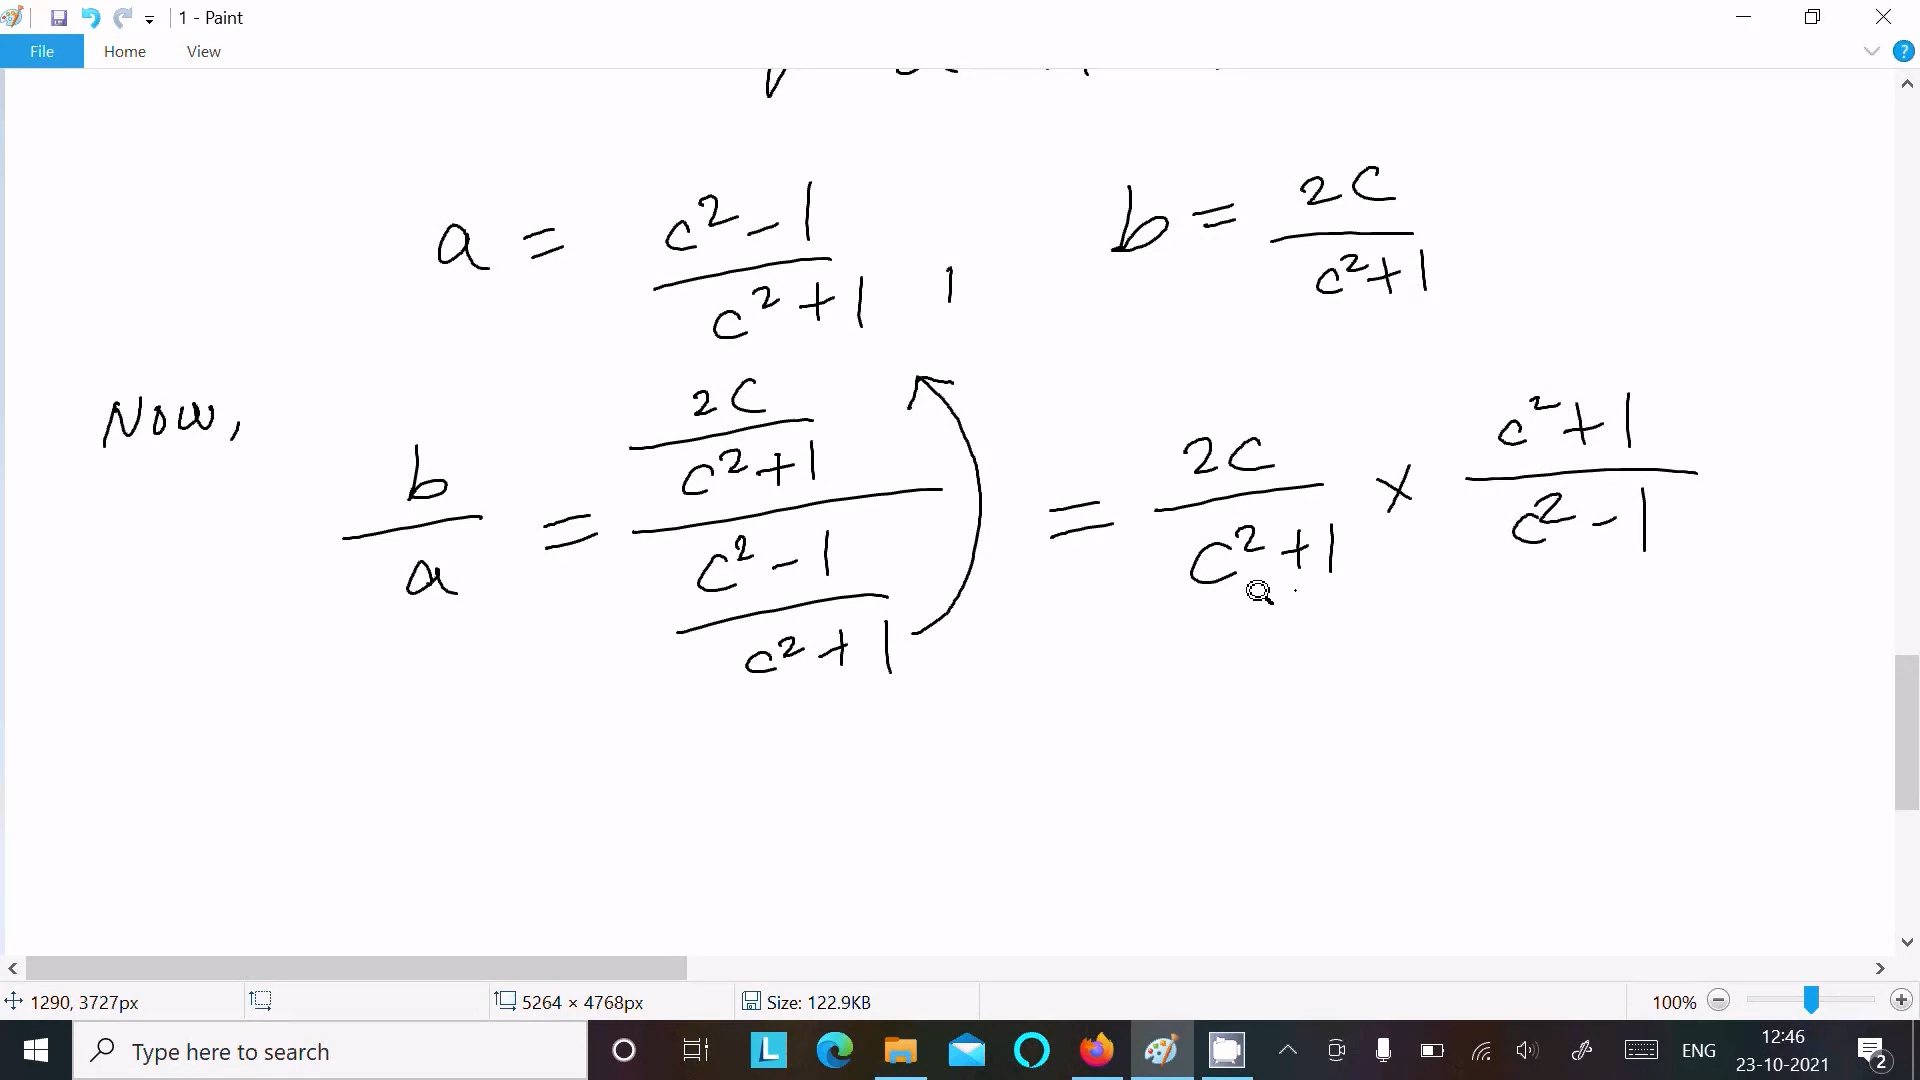 1 - Paint
File Home View
a = c²-1 / c²+1 , b = 2c / c²+1
Now, b/a = (2c / c²+1) / (c²-1 / c²+1) = 2c / c²+1 × c²+1 / c²-1
1290, 3727px 5264 × 4768px Size: 122.9KB 100%
Type here to search ENG 12:46
23-10-2021 2